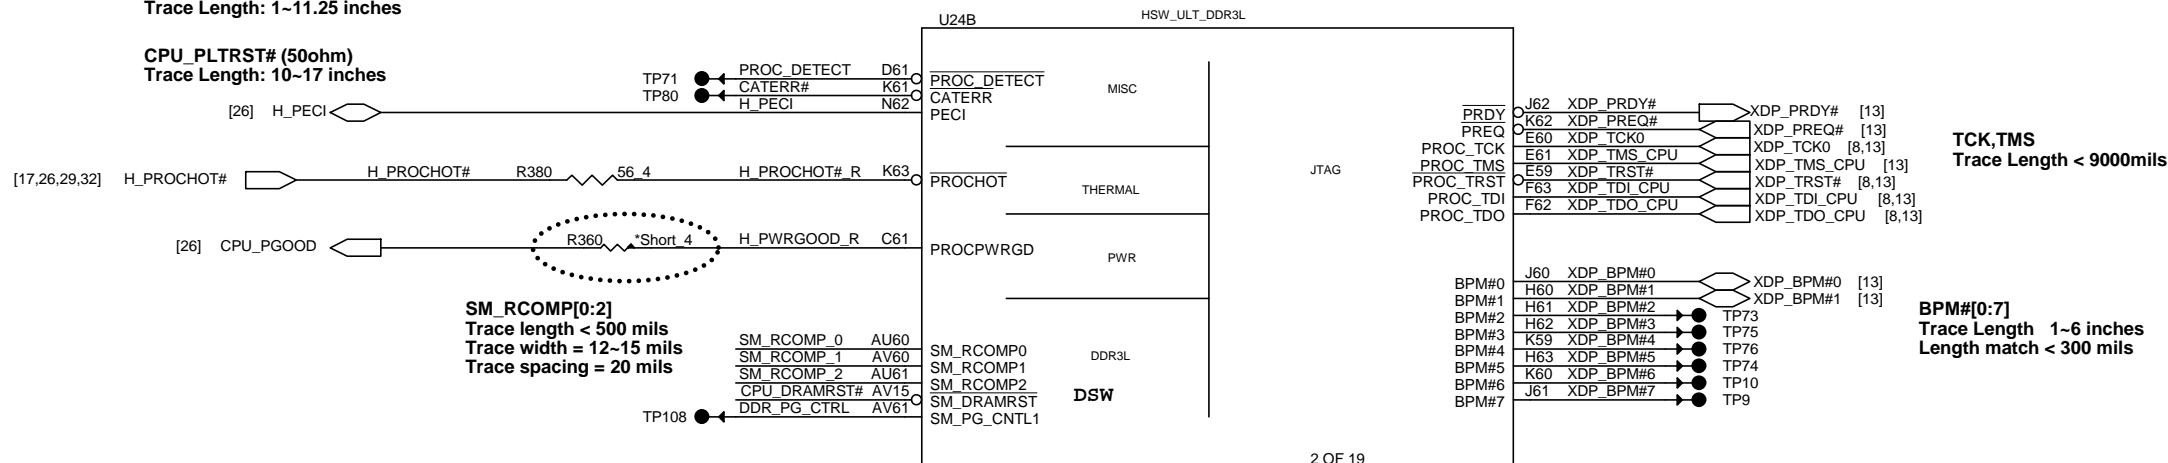 Trace Length: 1~11.25 inches
U24B
HSW_ULT_DDR3L
CPU_PLTRST# (50ohm)
Trace Length: 10~17 inches
TP71 PROC_DETECT D61 PROC_DETECT
TP80 CATERR# K61 CATERR
[26] H_PECI H_PECI N62 PECI
MISC
[17,26,29,32] H_PROCHOT# H_PROCHOT# R380 56_4 H_PROCHOT#_R K63 PROCHOT
THERMAL
[26] CPU_PGOOD R360 *Short_4 H_PWRGOOD_R C61 PROCPWRGD
PWR
SM_RCOMP[0:2]
Trace length < 500 mils
Trace width = 12~15 mils
Trace spacing = 20 mils
SM_RCOMP_0 AU60 SM_RCOMP0
SM_RCOMP_1 AV60 SM_RCOMP1
SM_RCOMP_2 AU61 SM_RCOMP2
CPU_DRAMRST# AV15 SM_DRAMRST
TP108 DDR_PG_CTRL AV61 SM_PG_CNTL1
DDR3L
DSW
JTAG
PRDY J62 XDP_PRDY# XDP_PRDY# [13]
PREQ K62 XDP_PREQ# XDP_PREQ# [13]
PROC_TCK E60 XDP_TCK0 XDP_TCK0 [8,13]
PROC_TMS E61 XDP_TMS_CPU XDP_TMS_CPU [13]
PROC_TRST E59 XDP_TRST# XDP_TRST# [8,13]
PROC_TDI F63 XDP_TDI_CPU XDP_TDI_CPU [8,13]
PROC_TDO F62 XDP_TDO_CPU XDP_TDO_CPU [8,13]
TCK,TMS
Trace Length < 9000mils
BPM#0 J60 XDP_BPM#0 XDP_BPM#0 [13]
BPM#1 H60 XDP_BPM#1 XDP_BPM#1 [13]
BPM#2 H61 XDP_BPM#2 TP73
BPM#3 H62 XDP_BPM#3 TP75
BPM#4 K59 XDP_BPM#4 TP76
BPM#5 H63 XDP_BPM#5 TP74
BPM#6 K60 XDP_BPM#6 TP10
BPM#7 J61 XDP_BPM#7 TP9
BPM#[0:7]
Trace Length 1~6 inches
Length match < 300 mils
2 OF 19